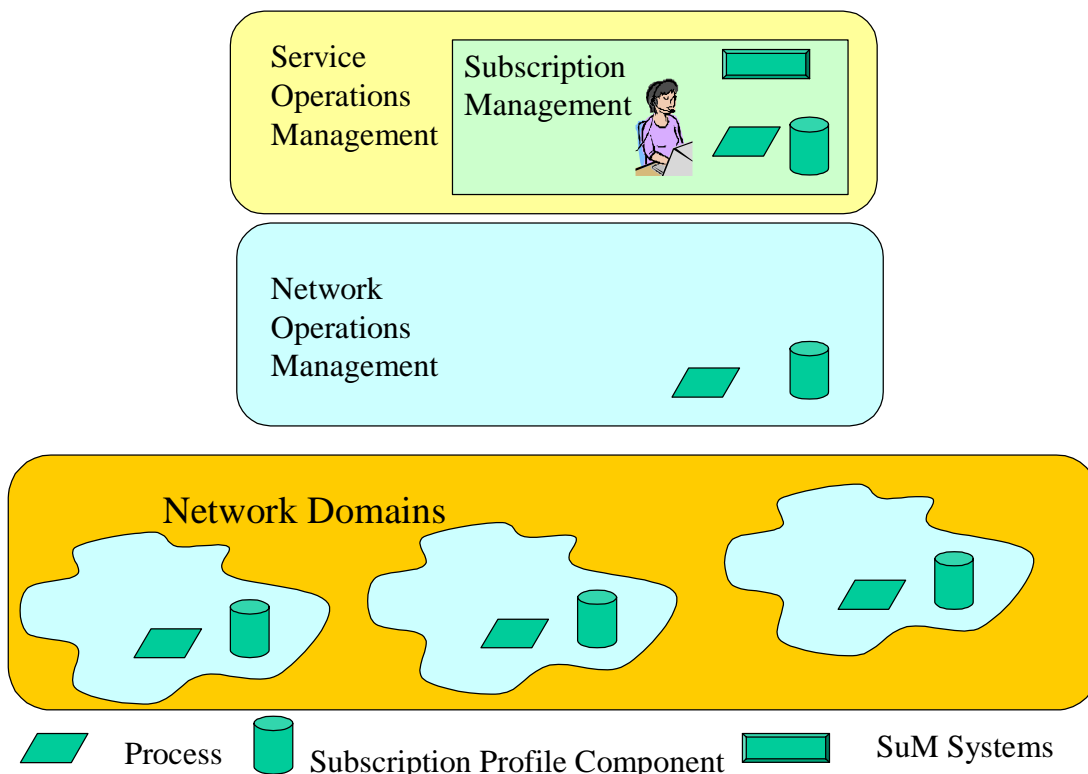 Service
Operations
Management
Subscription
Management
Network
Operations
Management
Network Domains
Process
Subscription Profile Component
SuM Systems